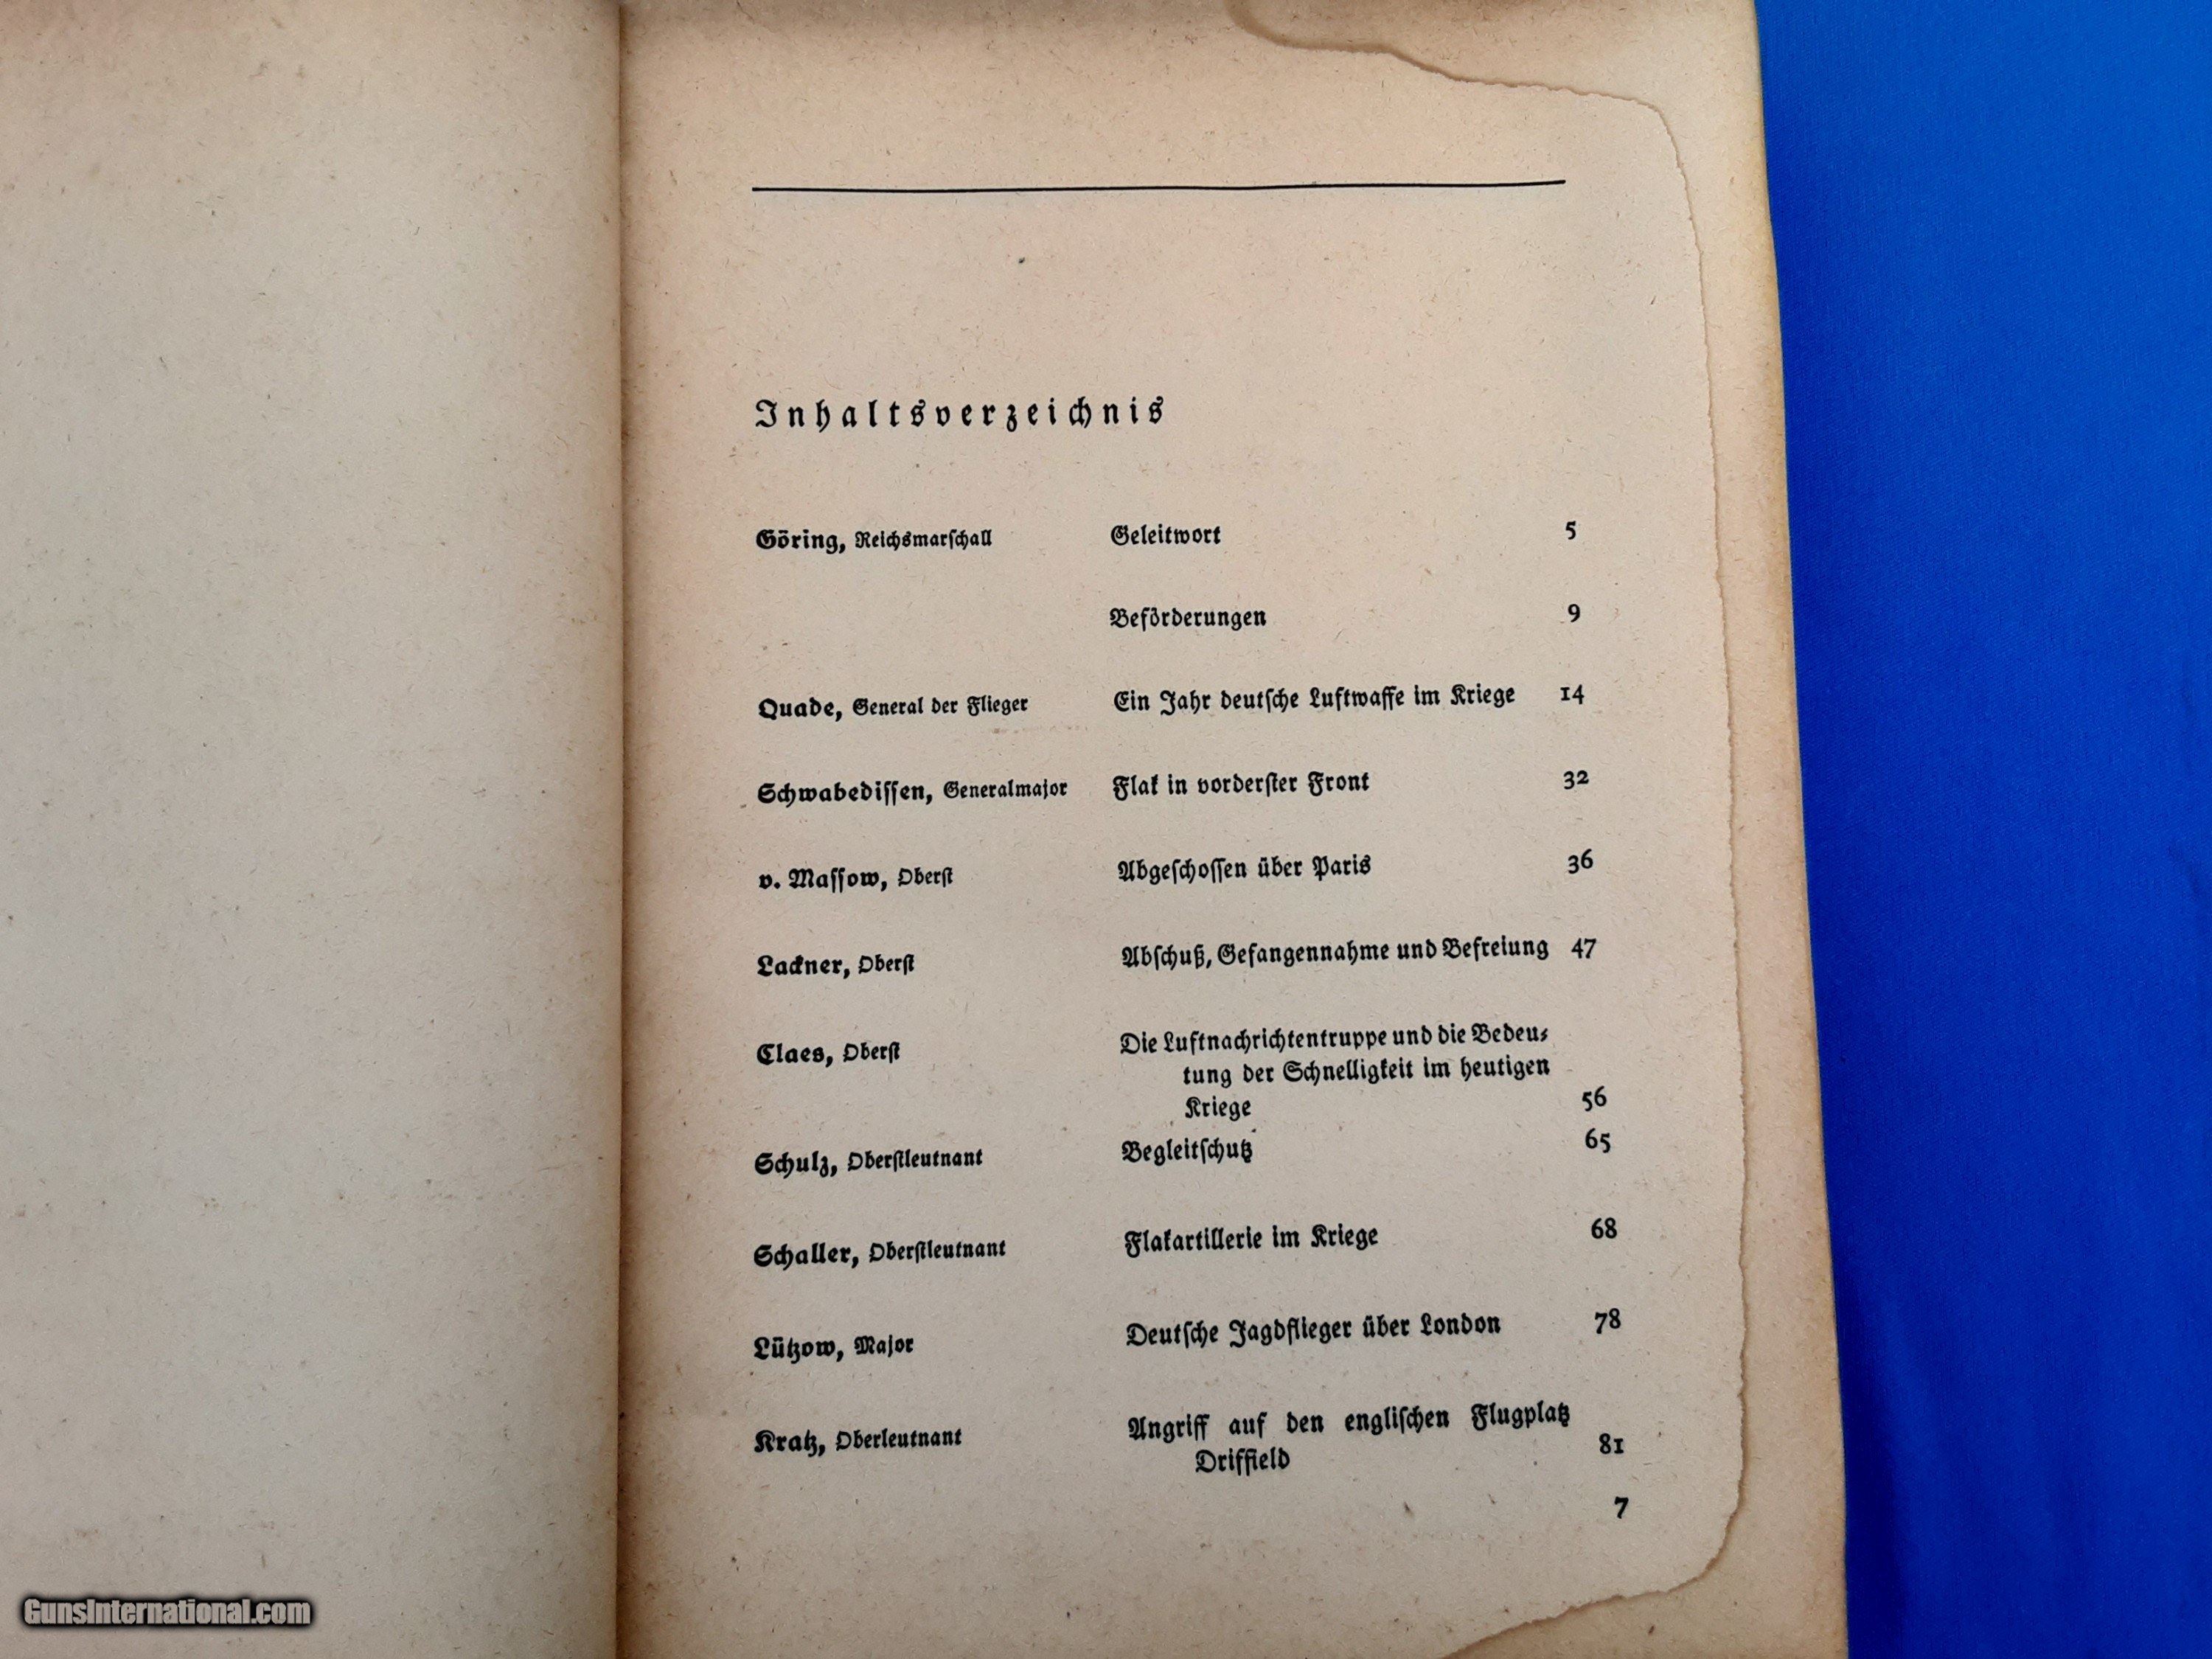 Inhaltsverzeichnis
Göring, Reichsmarſchall Geleitwort 5
Beförderungen 9
Quade, General der Flieger Ein Jahr deutſche Luftwaffe im Kriege 14
Schwabediſſen, Generalmajor Flak in vorderſter Front 32
v. Maſſow, Oberſt Abgeſchoſſen über Paris 36
Lackner, Oberſt Abſchuß, Gefangennahme und Befreiung 47
Claes, Oberſt Die Luftnachrichtentruppe und die Bedeu⸗
tung der Schnelligkeit im heutigen
Kriege 56
Schulz, Oberſtleutnant Begleitſchutz 65
Schaller, Oberſtleutnant Flakartillerie im Kriege 68
Lützow, Major Deutſche Jagdflieger über London 78
Kratz, Oberleutnant Angriff auf den engliſchen Flugplatz
Driffield 81
7
GunsInternational.com